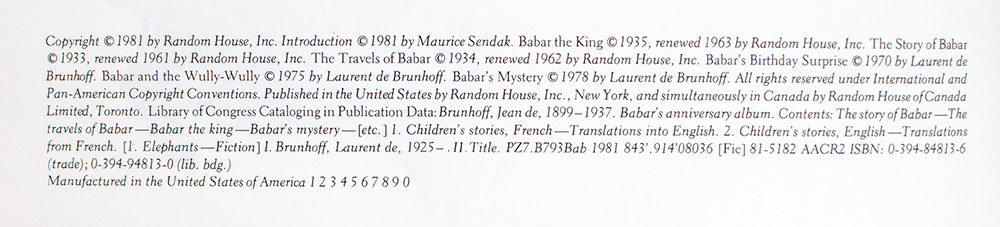 Copyright © 1981 by Random House, Inc. Introduction © 1981 by Maurice Sendak. Babar the King © 1935, renewed 1963 by Random House, Inc. The Story of Babar
© 1933, renewed 1961 by Random House, Inc. The Travels of Babar © 1934, renewed 1962 by Random House, Inc. Babar's Birthday Surprise © 1970 by Laurent de
Brunhoff. Babar and the Wully-Wully © 1975 by Laurent de Brunhoff. Babar's Mystery © 1978 by Laurent de Brunhoff. All rights reserved under International and
Pan-American Copyright Conventions. Published in the United States by Random House, Inc., New York, and simultaneously in Canada by Random House of Canada
Limited, Toronto. Library of Congress Cataloging in Publication Data: Brunhoff, Jean de, 1899–1937. Babar's anniversary album. Contents: The story of Babar—The
travels of Babar—Babar the king—Babar's mystery—[etc.] 1. Children's stories, French—Translations into English. 2. Children's stories, English—Translations
from French. [1. Elephants—Fiction] I. Brunhoff, Laurent de, 1925– . II. Title. PZ7.B793Bab 1981 843'.914'08036 [Fic] 81-5182 AACR2 ISBN: 0-394-84813-6
(trade); 0-394-94813-0 (lib. bdg.)
Manufactured in the United States of America 1 2 3 4 5 6 7 8 9 0